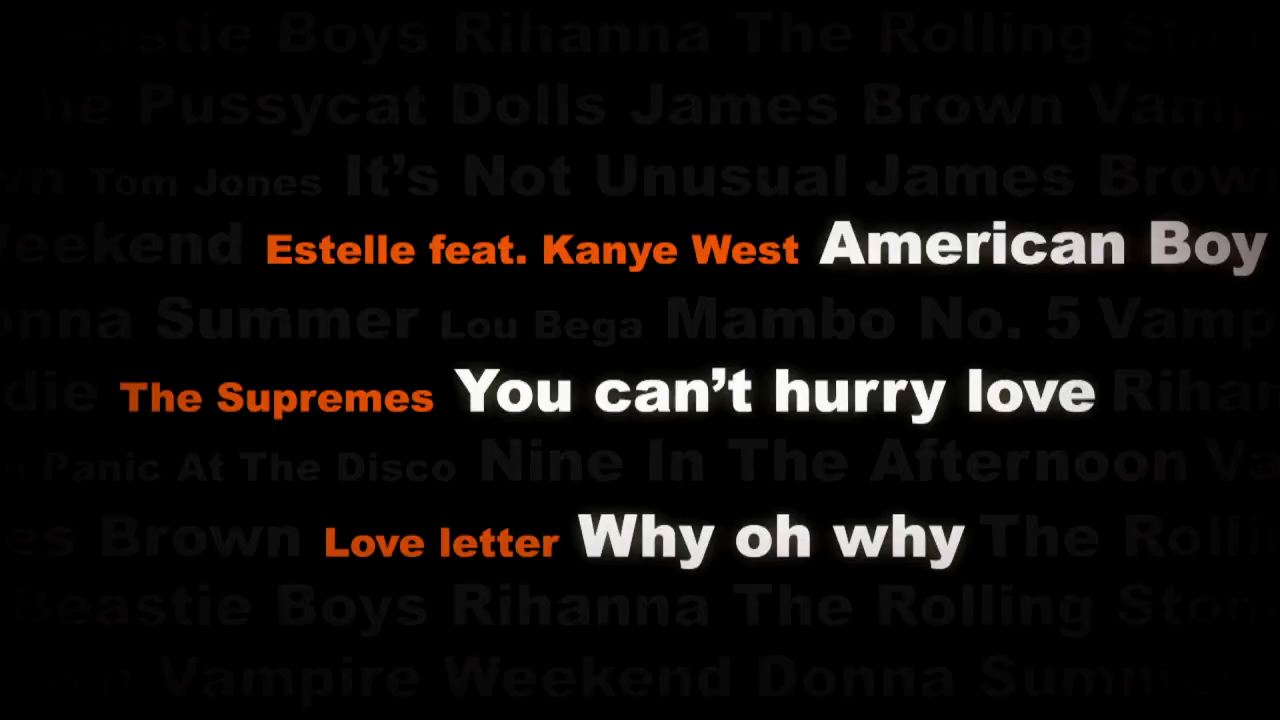 Beastie Boys Rihanna The Rolling
The Pussycat Dolls James Brown
Tom Jones It’s Not Unusual James Brown
Weekend Estelle feat. Kanye West American Boy
Summer Lou Bega Mambo No. 5
The Supremes You can’t hurry love
Panic At The Disco Nine In The Afternoon
Brown Love letter Why oh why The
Beastie Boys Rihanna The Rolling
Vampire Weekend Donna Summer